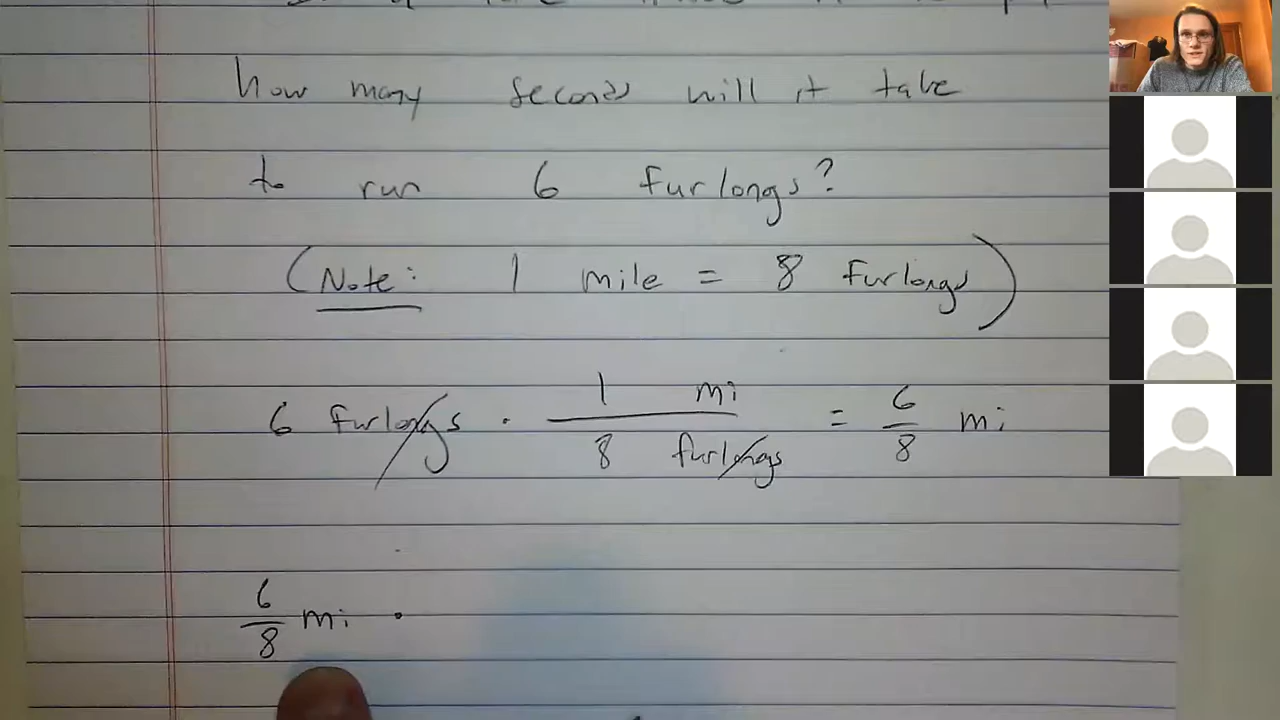 how many seconds will it take
to run 6 furlongs?
(Note: 1 mile = 8 furlongs)
6 furlongs · 1 mi / 8 furlongs = 6/8 mi
6/8 mi ·